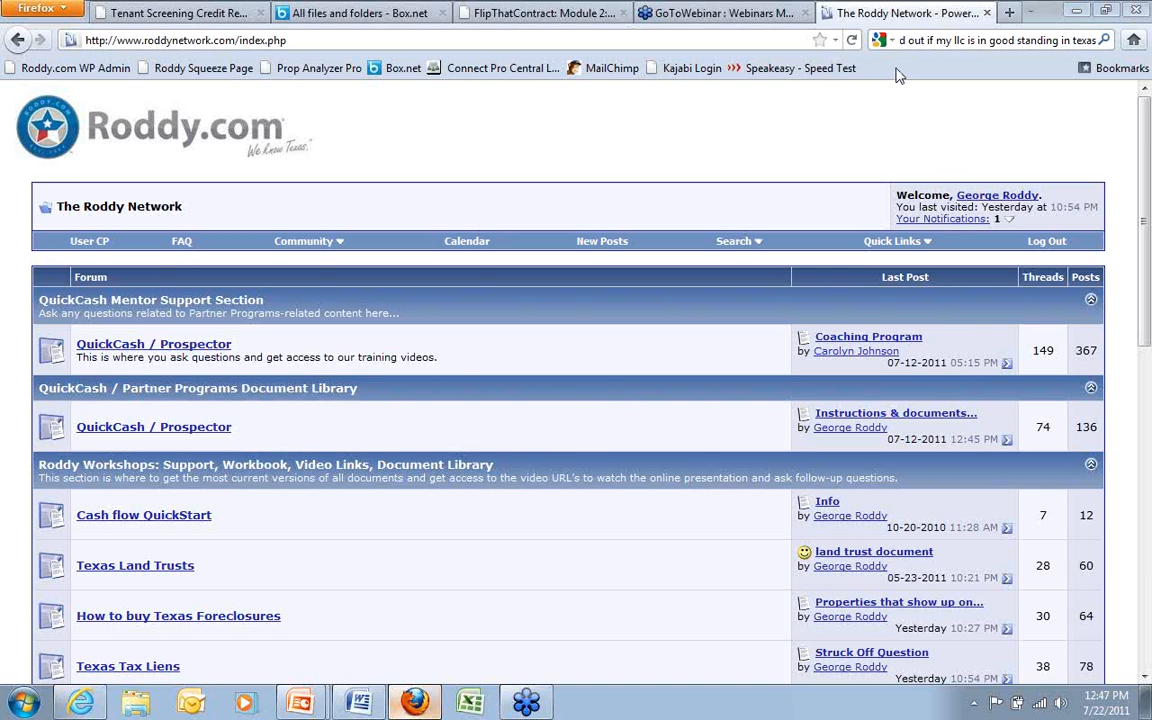 Firefox
Tenant Screening Credit Re...
All files and folders - Box.net
FlipThatContract: Module 2:...
GoToWebinar : Webinars M...
The Roddy Network - Power...
http://www.roddynetwork.com/index.php
d out if my llc is in good standing in texas
Roddy.com WP Admin
Roddy Squeeze Page
Prop Analyzer Pro
Box.net
Connect Pro Central L...
MailChimp
Kajabi Login
Speakeasy - Speed Test
Bookmarks
Roddy.com
We know Texas.
The Roddy Network
Welcome, George Roddy.
You last visited: Yesterday at 10:54 PM
Your Notifications: 1
User CP
FAQ
Community
Calendar
New Posts
Search
Quick Links
Log Out
Forum
Last Post
Threads
Posts
QuickCash Mentor Support Section
Ask any questions related to Partner Programs-related content here...
QuickCash / Prospector
This is where you ask questions and get access to our training videos.
Coaching Program
by Carolyn Johnson
07-12-2011 05:15 PM
149
367
QuickCash / Partner Programs Document Library
QuickCash / Prospector
Instructions & documents...
by George Roddy
07-12-2011 12:45 PM
74
136
Roddy Workshops: Support, Workbook, Video Links, Document Library
This section is where to get the most current versions of all documents and get access to the video URL's to watch the online presentation and ask follow-up questions.
Cash flow QuickStart
Info
by George Roddy
10-20-2010 11:28 AM
7
12
Texas Land Trusts
land trust document
by George Roddy
05-23-2011 10:21 PM
28
60
How to buy Texas Foreclosures
Properties that show up on...
by George Roddy
Yesterday 10:27 PM
30
64
Texas Tax Liens
Struck Off Question
by George Roddy
Yesterday 10:54 PM
38
78
12:47 PM
7/22/2011